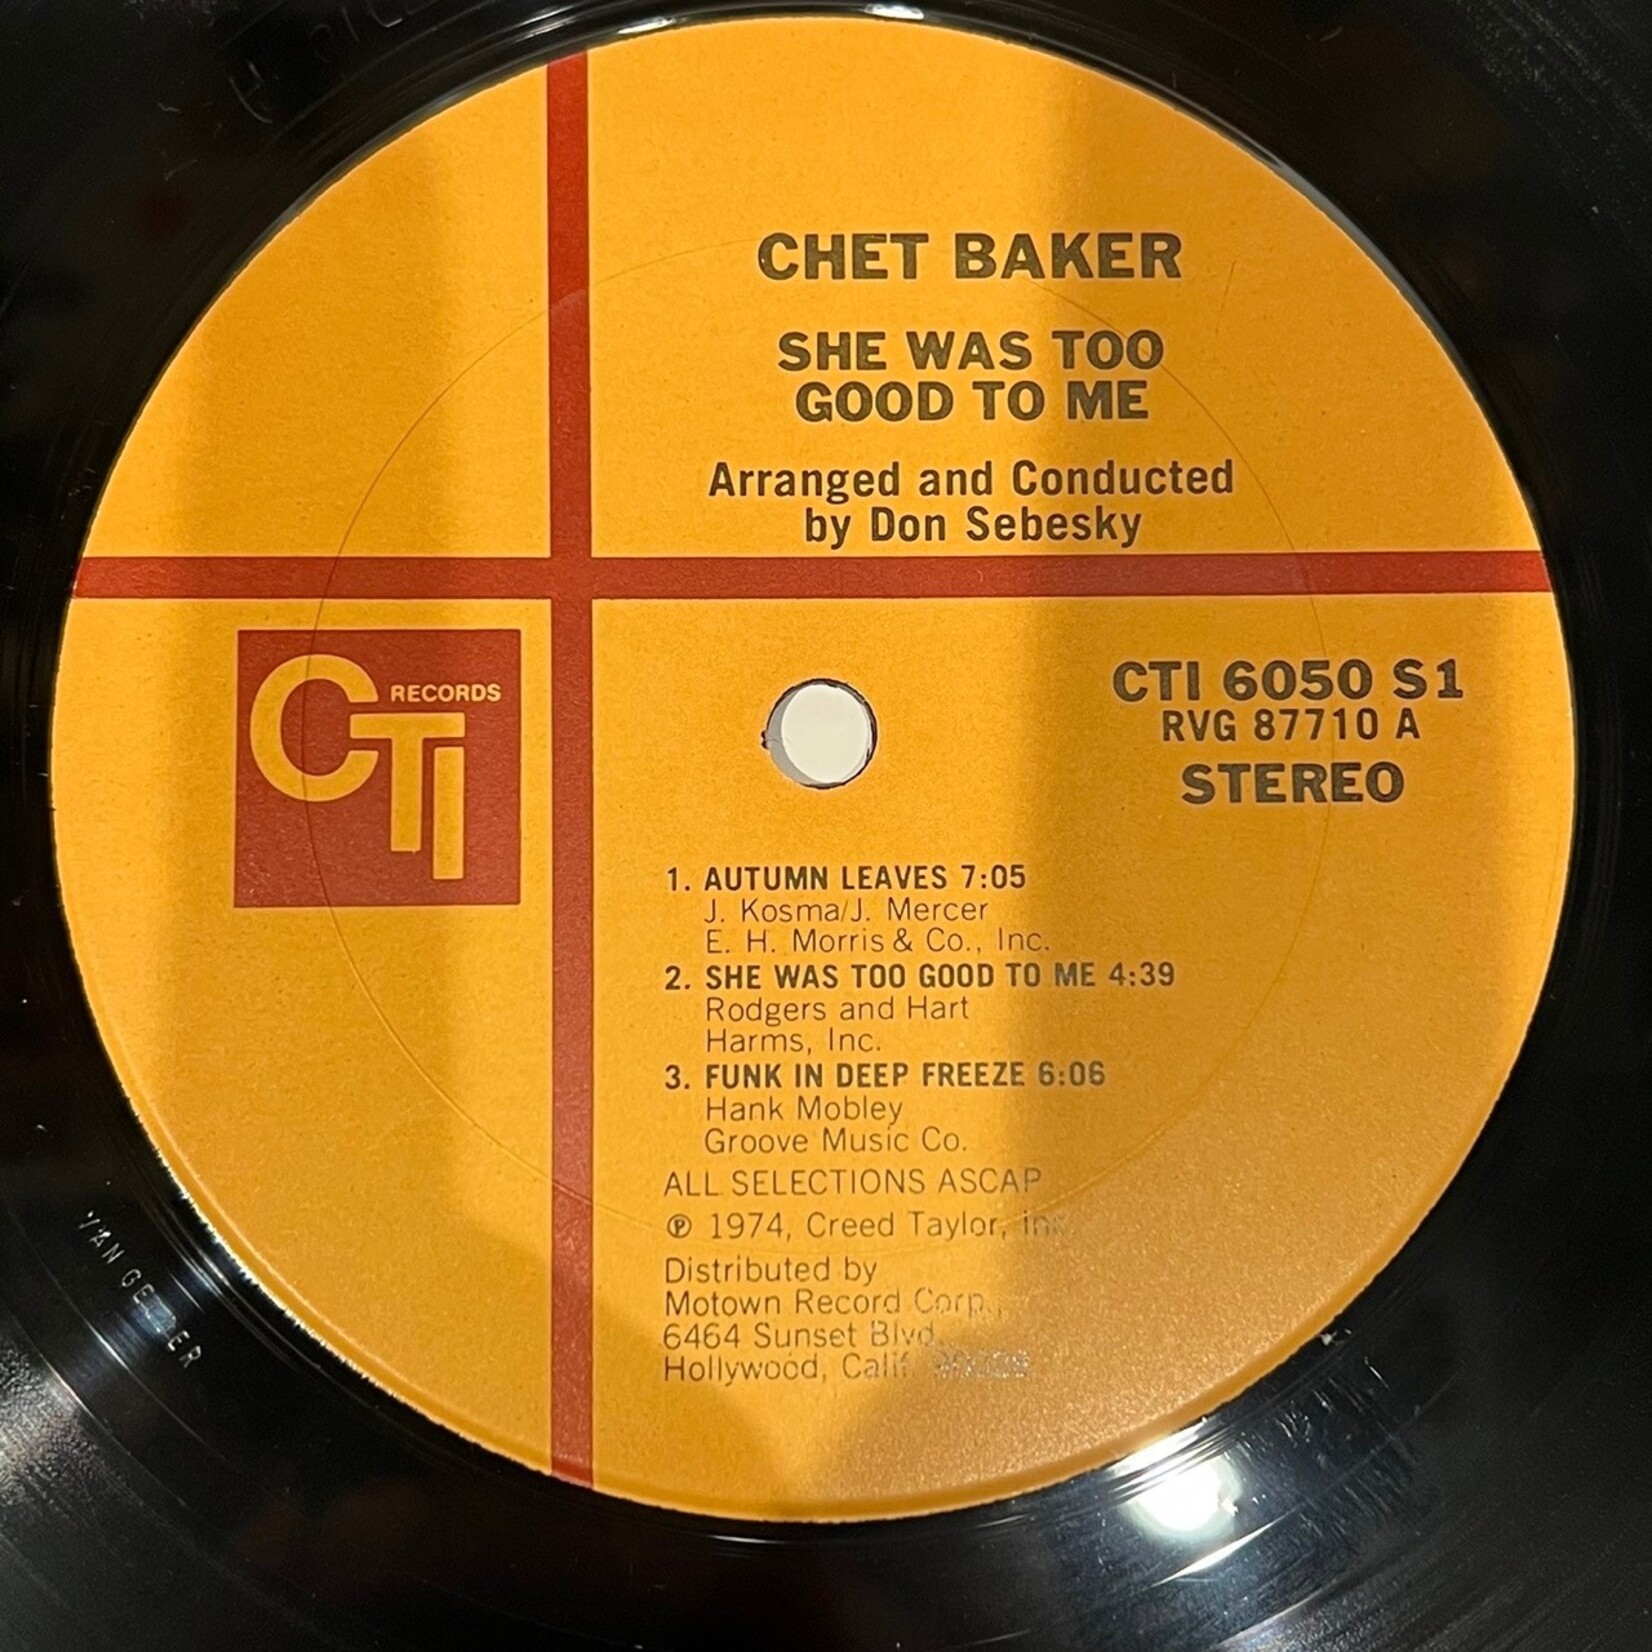 CHET BAKER
SHE WAS TOO
GOOD TO ME
Arranged and Conducted
by Don Sebesky
CTI
RECORDS
CTI 6050 S1
RVG 87710 A
STEREO
1. AUTUMN LEAVES 7:05
J. Kosma/J. Mercer
E. H. Morris & Co., Inc.
2. SHE WAS TOO GOOD TO ME 4:39
Rodgers and Hart
Harms, Inc.
3. FUNK IN DEEP FREEZE 6:06
Hank Mobley
Groove Music Co.
ALL SELECTIONS ASCAP
℗ 1974, Creed Taylor, Inc.
Distributed by
Motown Record Corp.,
6464 Sunset Blvd.
Hollywood, Calif.
VAN GELDER